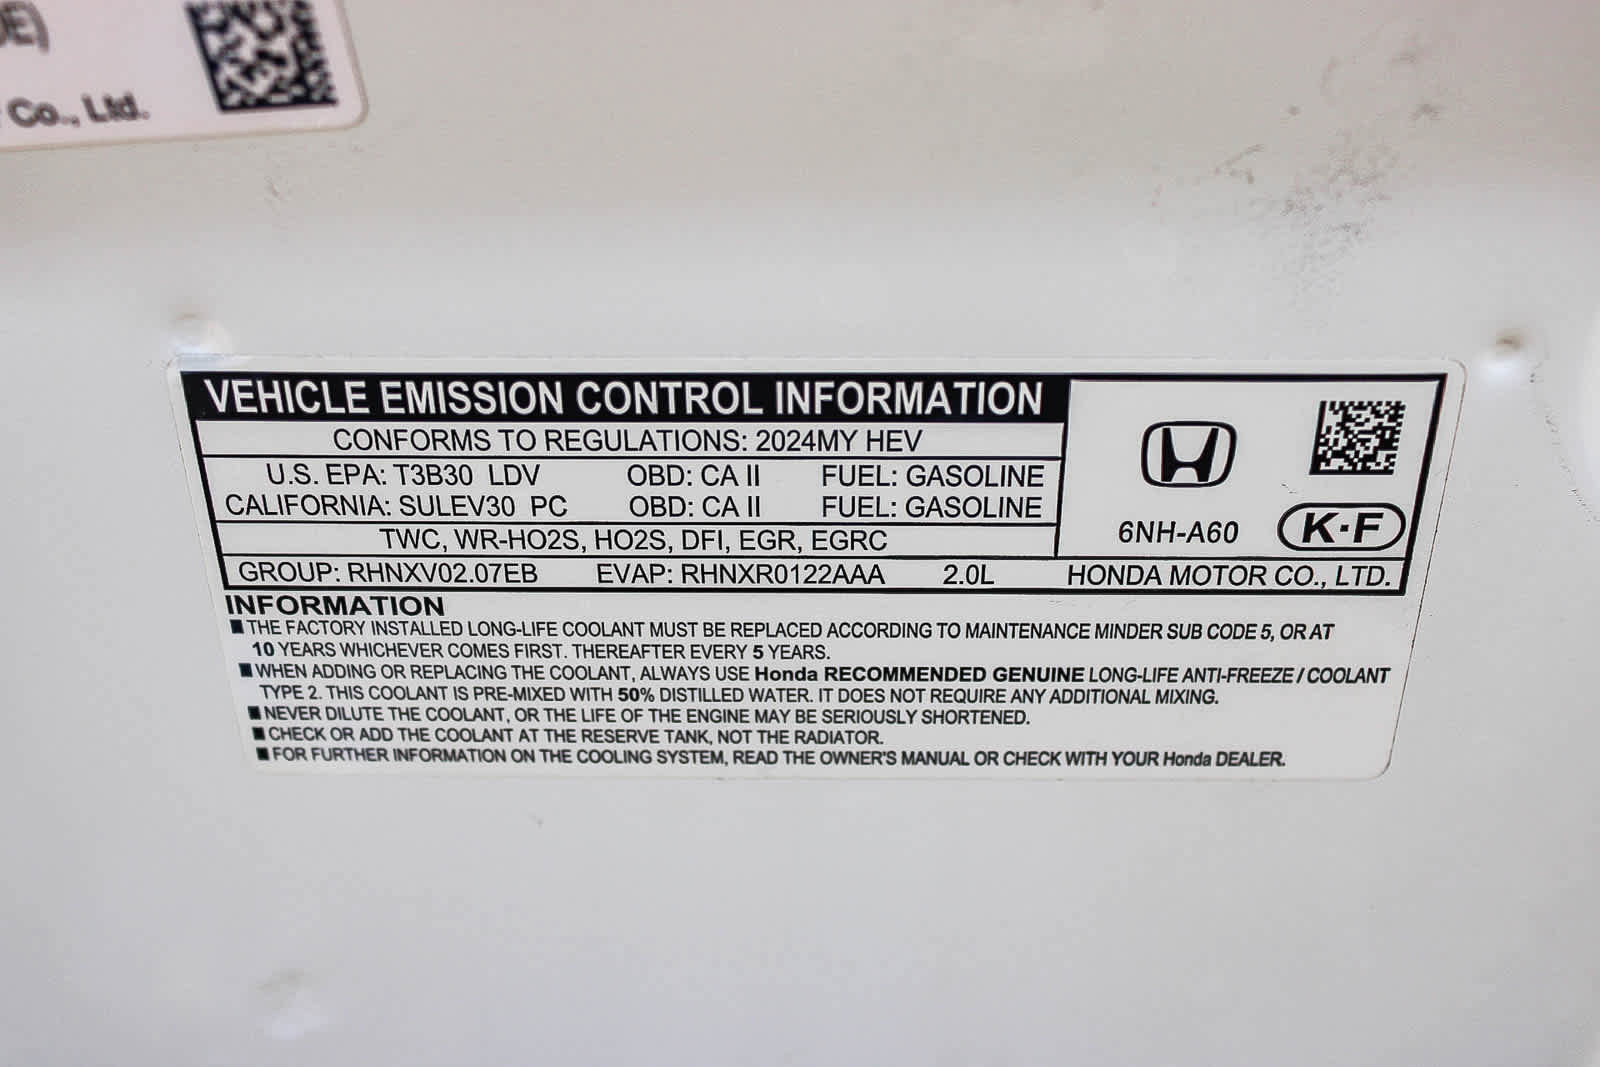 Co., Ltd.
VEHICLE EMISSION CONTROL INFORMATION
CONFORMS TO REGULATIONS: 2024MY HEV
U.S. EPA: T3B30 LDV OBD: CA II FUEL: GASOLINE
CALIFORNIA: SULEV30 PC OBD: CA II FUEL: GASOLINE
TWC, WR-HO2S, HO2S, DFI, EGR, EGRC
6NH-A60 K·F
GROUP: RHNXV02.07EB EVAP: RHNXR0122AAA 2.0L HONDA MOTOR CO., LTD.
INFORMATION
■ THE FACTORY INSTALLED LONG-LIFE COOLANT MUST BE REPLACED ACCORDING TO MAINTENANCE MINDER SUB CODE 5, OR AT
10 YEARS WHICHEVER COMES FIRST. THEREAFTER EVERY 5 YEARS.
■ WHEN ADDING OR REPLACING THE COOLANT, ALWAYS USE Honda RECOMMENDED GENUINE LONG-LIFE ANTI-FREEZE / COOLANT
TYPE 2. THIS COOLANT IS PRE-MIXED WITH 50% DISTILLED WATER. IT DOES NOT REQUIRE ANY ADDITIONAL MIXING.
■ NEVER DILUTE THE COOLANT, OR THE LIFE OF THE ENGINE MAY BE SERIOUSLY SHORTENED.
■ CHECK OR ADD THE COOLANT AT THE RESERVE TANK, NOT THE RADIATOR.
■ FOR FURTHER INFORMATION ON THE COOLING SYSTEM, READ THE OWNER'S MANUAL OR CHECK WITH YOUR Honda DEALER.